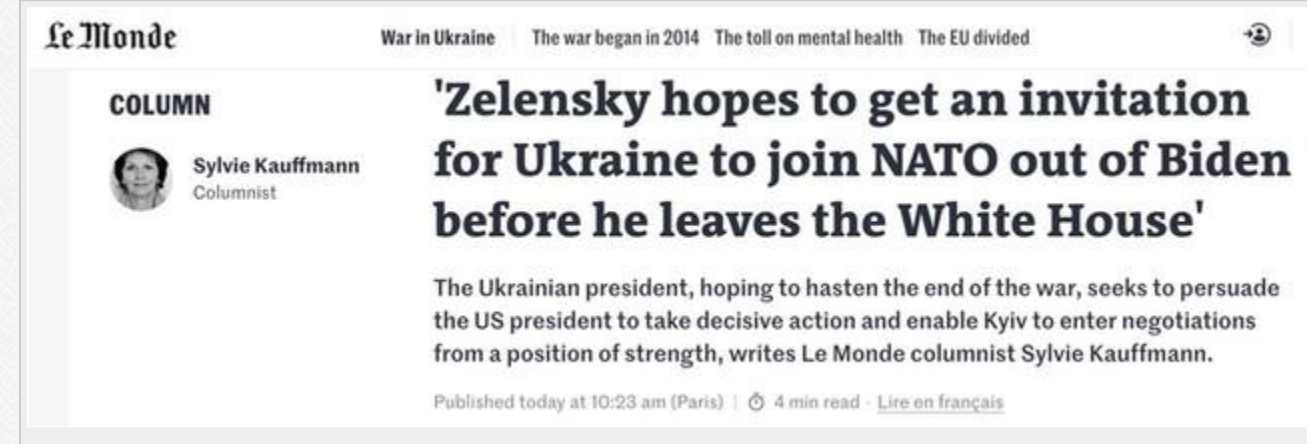 Le Monde
War in Ukraine The war began in 2014 The toll on mental health The EU divided
COLUMN
Sylvie Kauffmann
Columnist
'Zelensky hopes to get an invitation
for Ukraine to join NATO out of Biden
before he leaves the White House'
The Ukrainian president, hoping to hasten the end of the war, seeks to persuade
the US president to take decisive action and enable Kyiv to enter negotiations
from a position of strength, writes Le Monde columnist Sylvie Kauffmann.
Published today at 10:23 am (Paris) | 4 min read · Lire en français